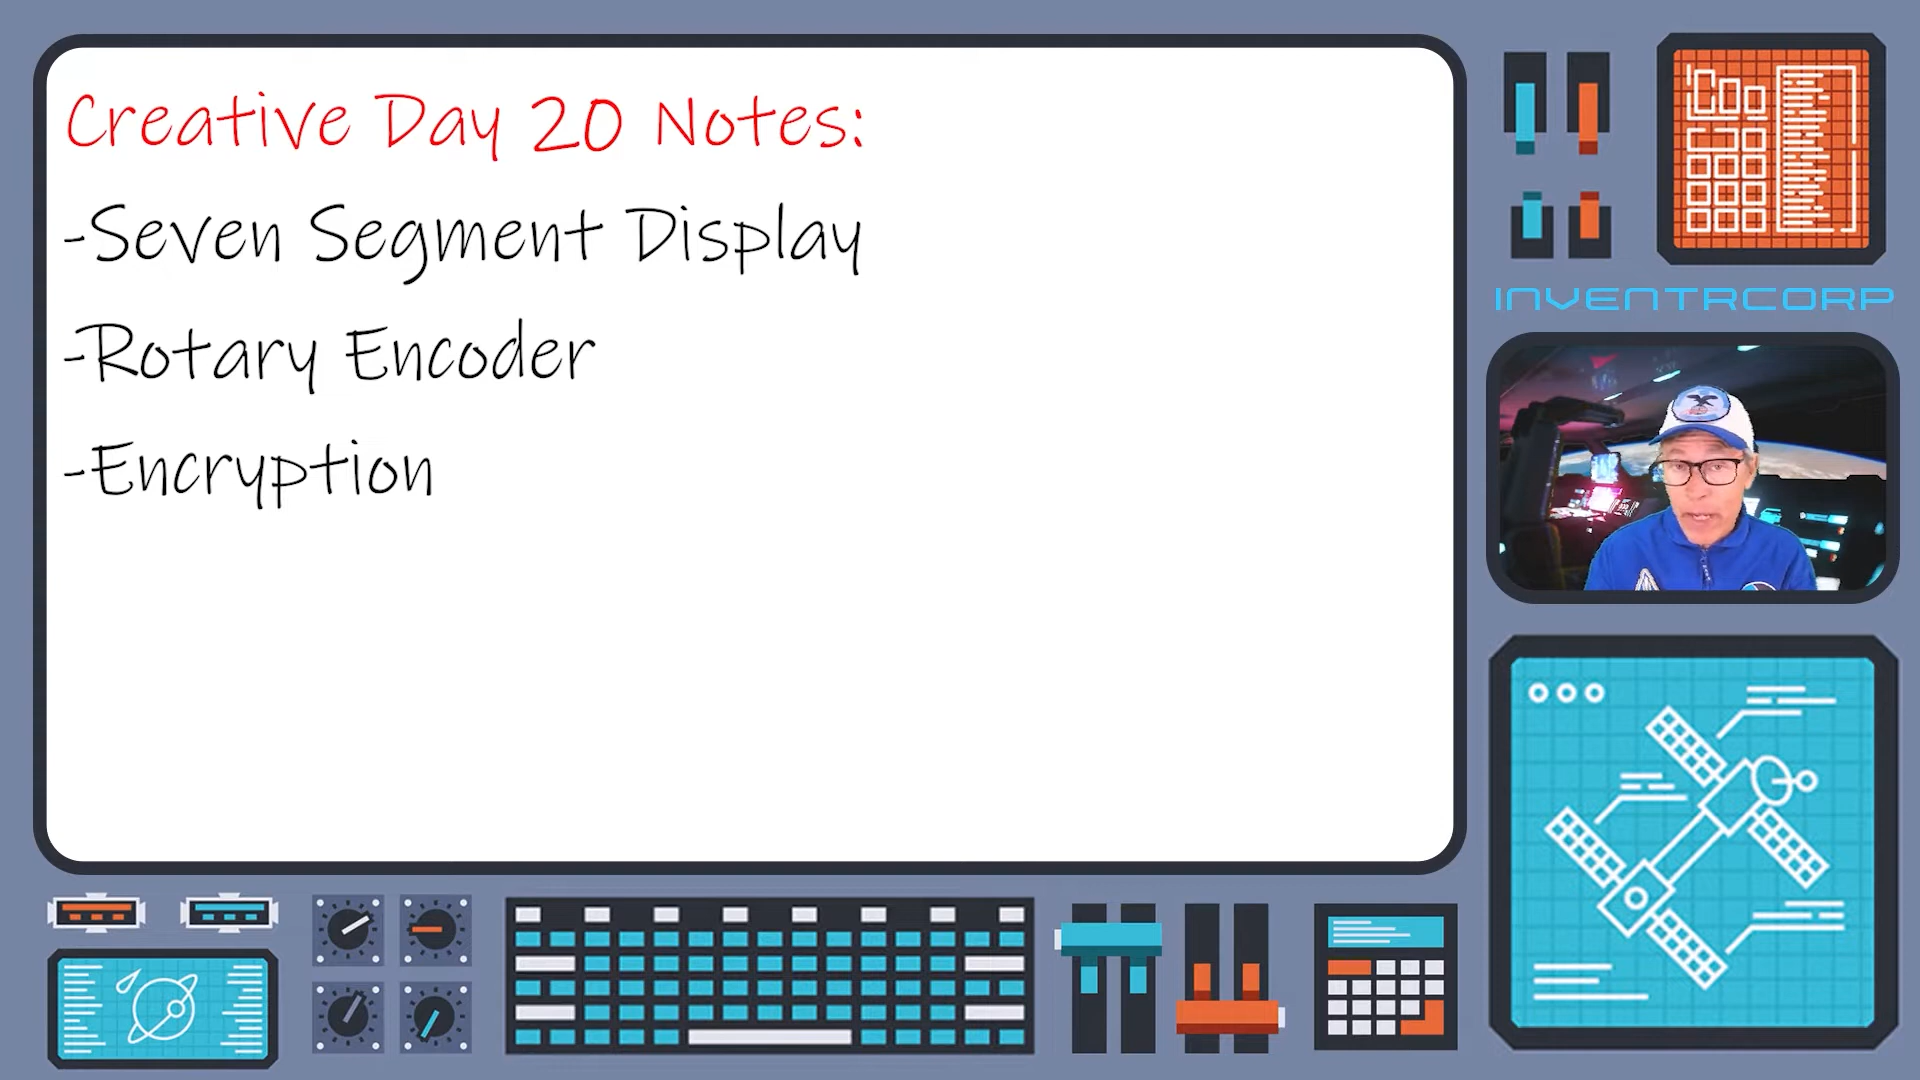 Creative Day 20 Notes:
-Seven Segment Display
-Rotary Encoder
-Encryption
INVENTRCORP